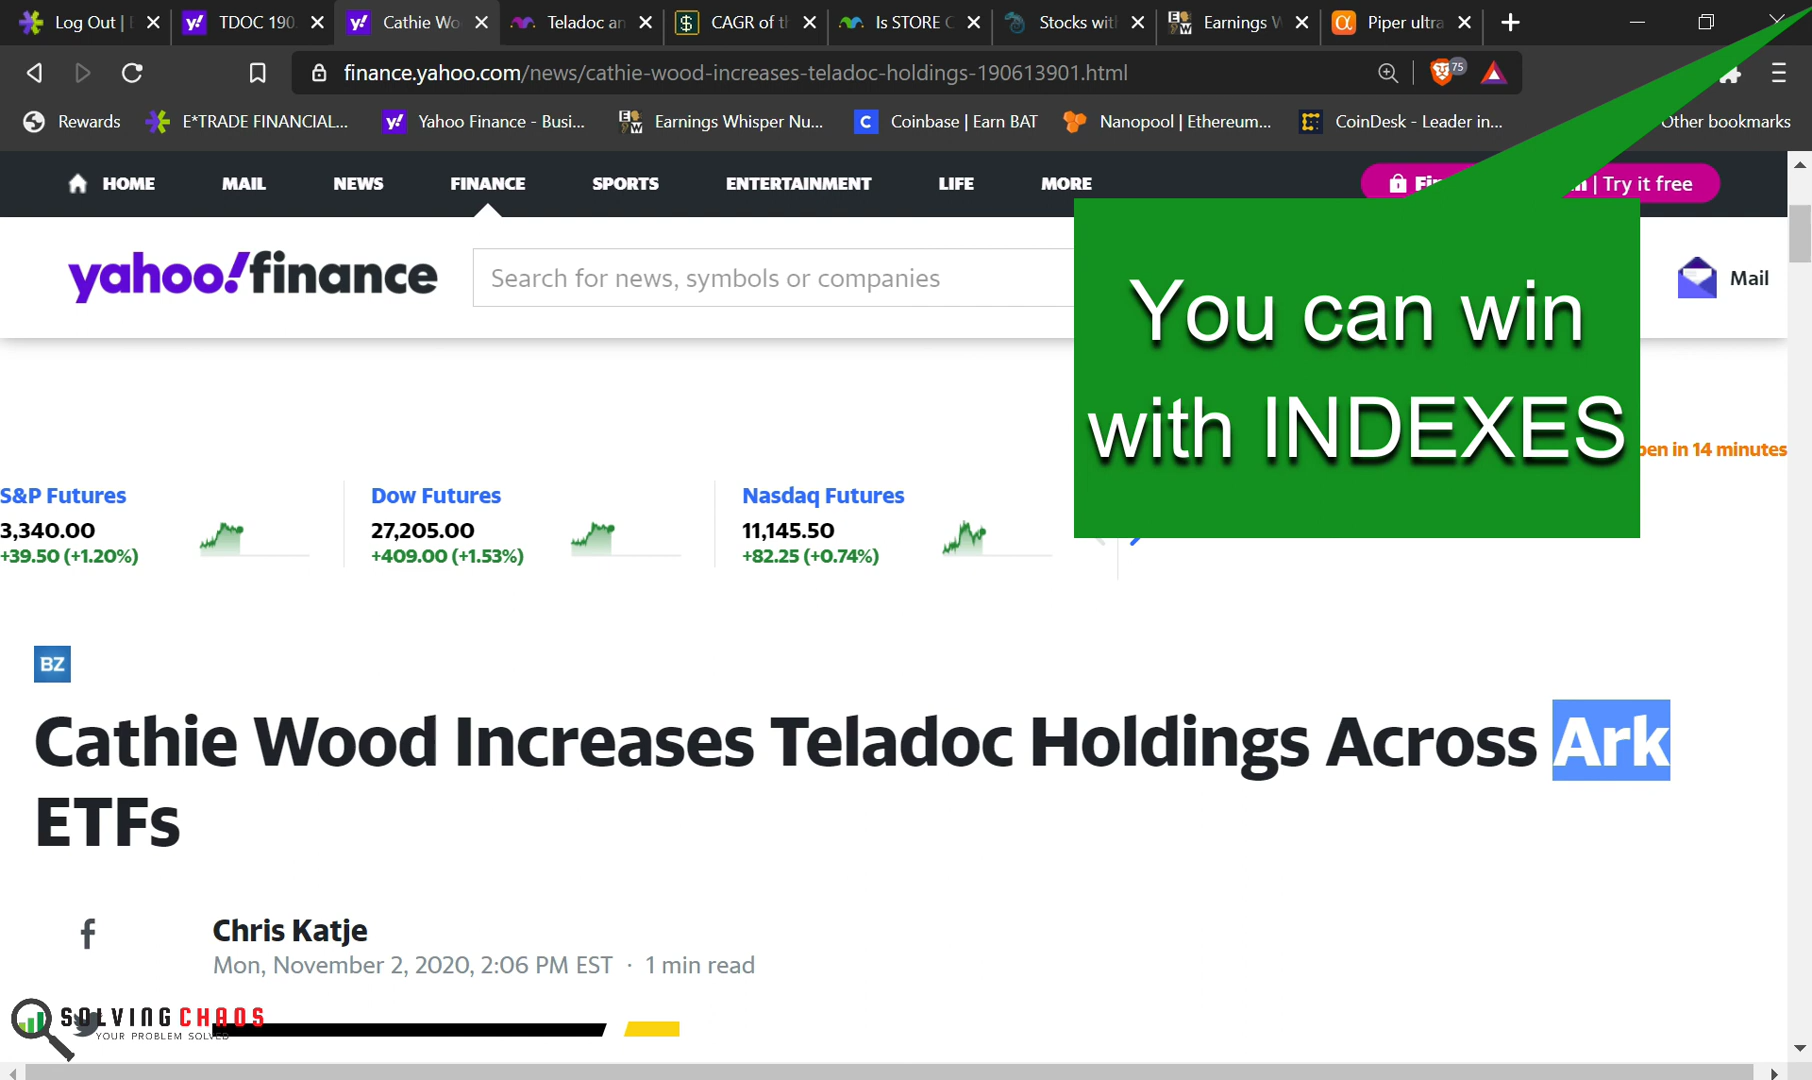 Log Out | E
TDOC 190.
Cathie Wo
Teladoc an
CAGR of th
Is STORE C
Stocks with
Earnings W
Piper ultra
finance.yahoo.com/news/cathie-wood-increases-teladoc-holdings-190613901.html
75
Rewards
E*TRADE FINANCIAL...
Yahoo Finance - Busi...
Earnings Whisper Nu...
Coinbase | Earn BAT
Nanopool | Ethereum...
CoinDesk - Leader in...
Other bookmarks
HOME
MAIL
NEWS
FINANCE
SPORTS
ENTERTAINMENT
LIFE
MORE
| Try it free
yahoo!finance
Search for news, symbols or companies
Mail
You can win
with INDEXES
pen in 14 minutes
S&P Futures
3,340.00
+39.50 (+1.20%)
Dow Futures
27,205.00
+409.00 (+1.53%)
Nasdaq Futures
11,145.50
+82.25 (+0.74%)
BZ
Cathie Wood Increases Teladoc Holdings Across Ark
ETFs
Chris Katje
Mon, November 2, 2020, 2:06 PM EST · 1 min read
SOLVING CHAOS
YOUR PROBLEM SOLVED